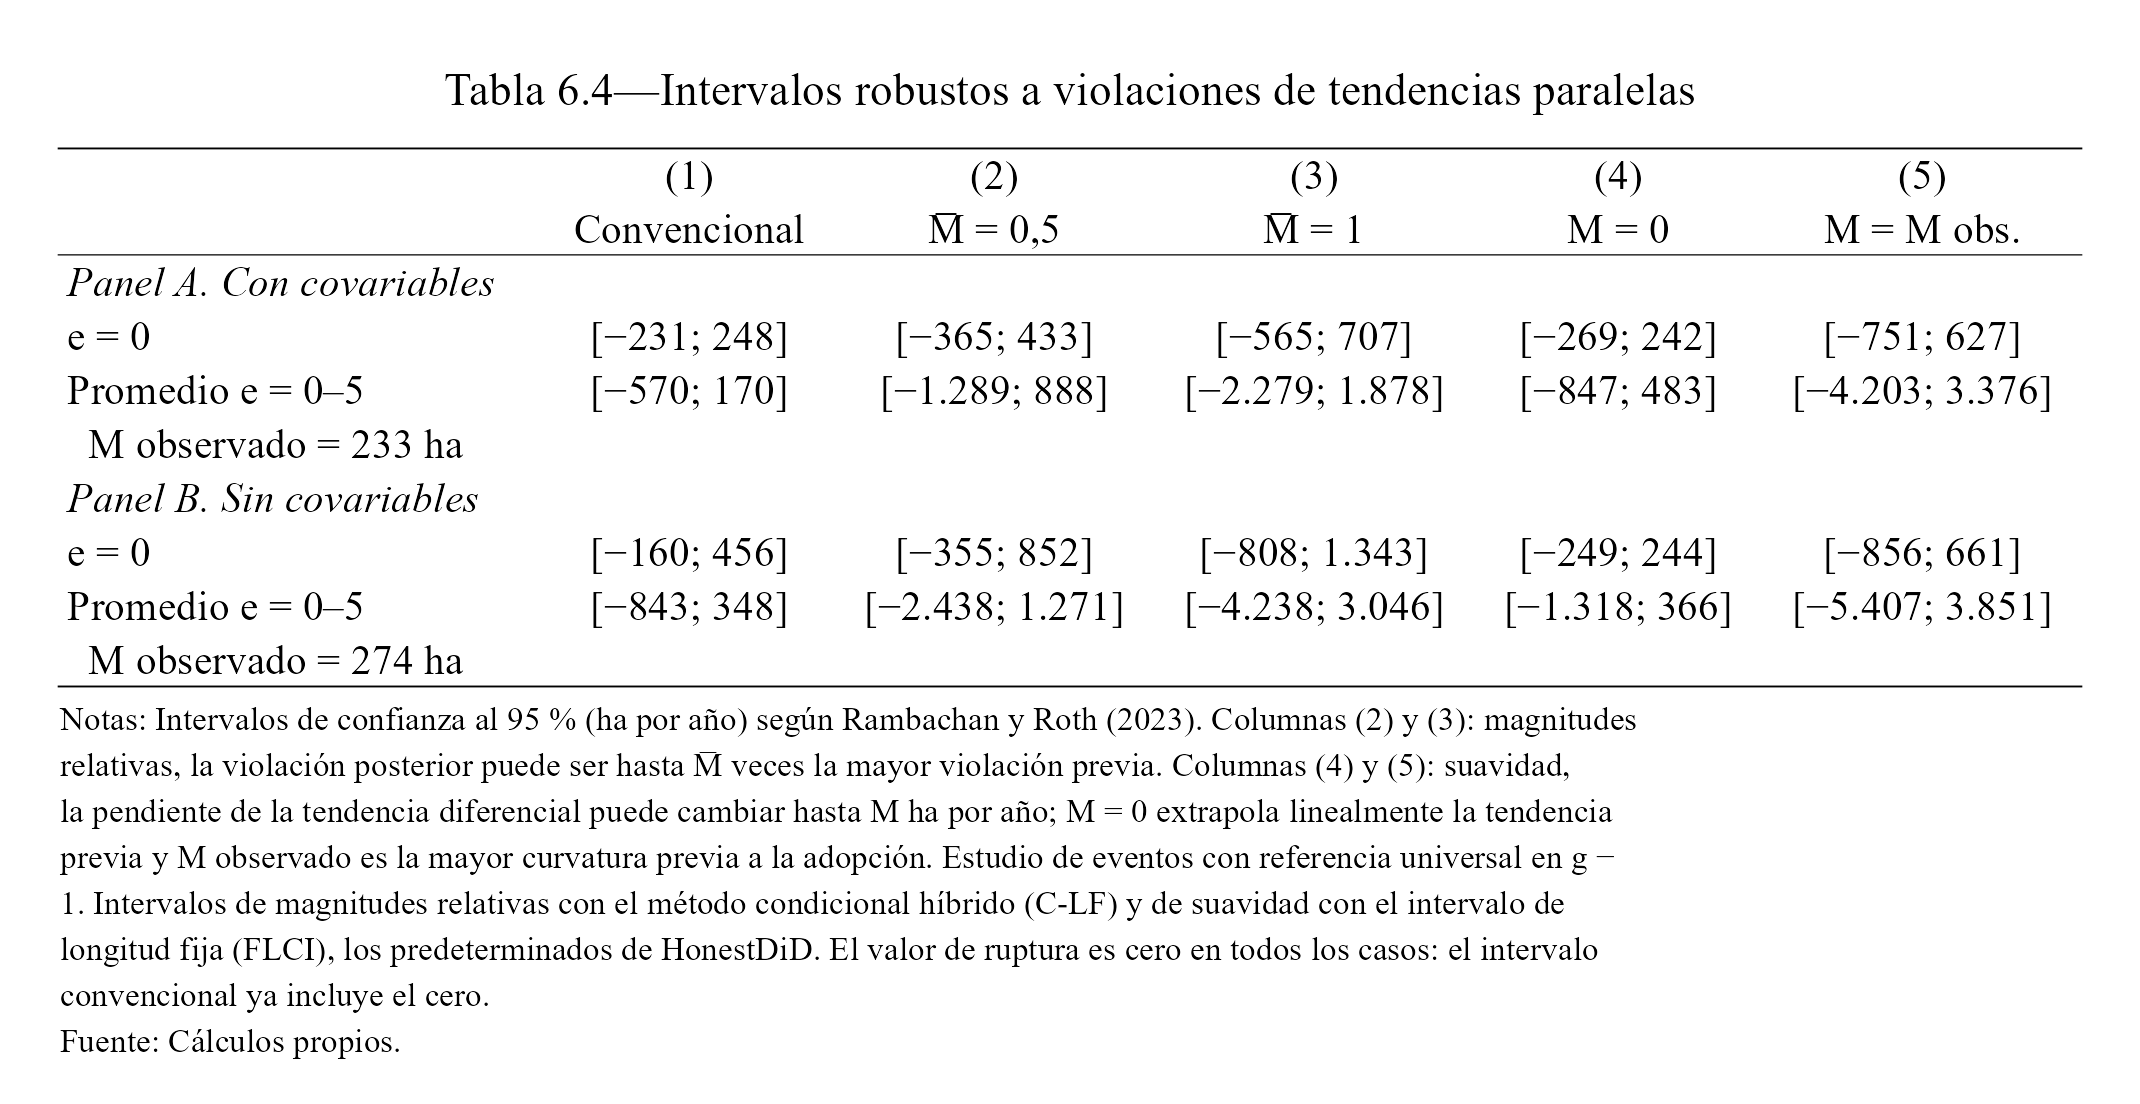 Tabla 6.4—Intervalos robustos a violaciones de tendencias paralelas
(1) (2) (3) (4) (5)
Convencional M̅ = 0,5 M̅ = 1 M = 0 M = M obs.
Panel A. Con covariables
e = 0 [−231; 248] [−365; 433] [−565; 707] [−269; 242] [−751; 627]
Promedio e = 0–5 [−570; 170] [−1.289; 888] [−2.279; 1.878] [−847; 483] [−4.203; 3.376]
M observado = 233 ha
Panel B. Sin covariables
e = 0 [−160; 456] [−355; 852] [−808; 1.343] [−249; 244] [−856; 661]
Promedio e = 0–5 [−843; 348] [−2.438; 1.271] [−4.238; 3.046] [−1.318; 366] [−5.407; 3.851]
M observado = 274 ha
Notas: Intervalos de confianza al 95 % (ha por año) según Rambachan y Roth (2023). Columnas (2) y (3): magnitudes
relativas, la violación posterior puede ser hasta M̅ veces la mayor violación previa. Columnas (4) y (5): suavidad,
la pendiente de la tendencia diferencial puede cambiar hasta M ha por año; M = 0 extrapola linealmente la tendencia
previa y M observado es la mayor curvatura previa a la adopción. Estudio de eventos con referencia universal en g −
1. Intervalos de magnitudes relativas con el método condicional híbrido (C-LF) y de suavidad con el intervalo de
longitud fija (FLCI), los predeterminados de HonestDiD. El valor de ruptura es cero en todos los casos: el intervalo
convencional ya incluye el cero.
Fuente: Cálculos propios.